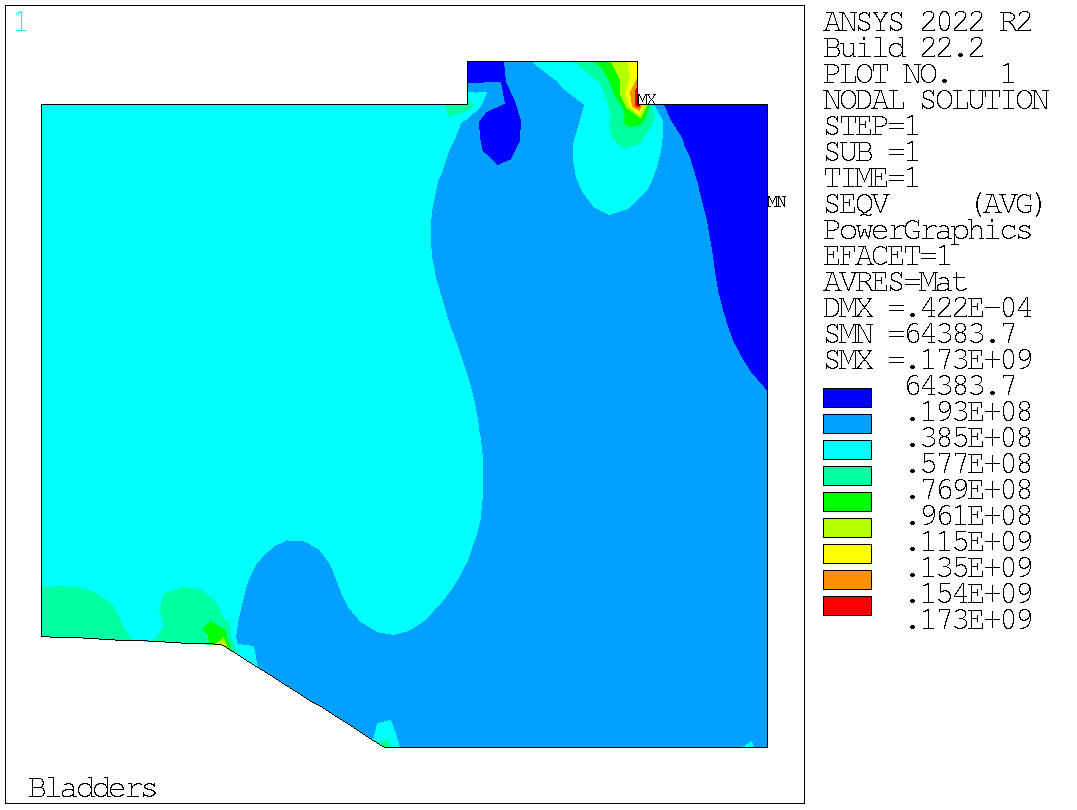 1
ANSYS 2022 R2
Build 22.2
PLOT NO. 1
NODAL SOLUTION
STEP=1
SUB =1
TIME=1
SEQV (AVG)
PowerGraphics
EFACET=1
AVRES=Mat
DMX =.422E-04
SMN =64383.7
SMX =.173E+09
64383.7
.193E+08
.385E+08
.577E+08
.769E+08
.961E+08
.115E+09
.135E+09
.154E+09
.173E+09
MX
MN
Bladders